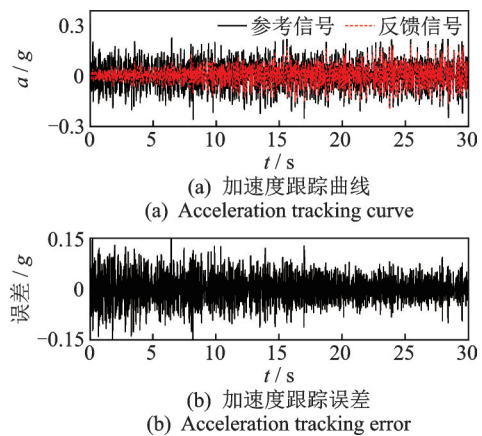 0.3
参考信号 反馈信号
a / g
0
−0.3
0 5 10 15 20 25 30
t / s
(a) 加速度跟踪曲线
(a) Acceleration tracking curve
0.15
误差 / g
0
−0.15
0 5 10 15 20 25 30
t / s
(b) 加速度跟踪误差
(b) Acceleration tracking error